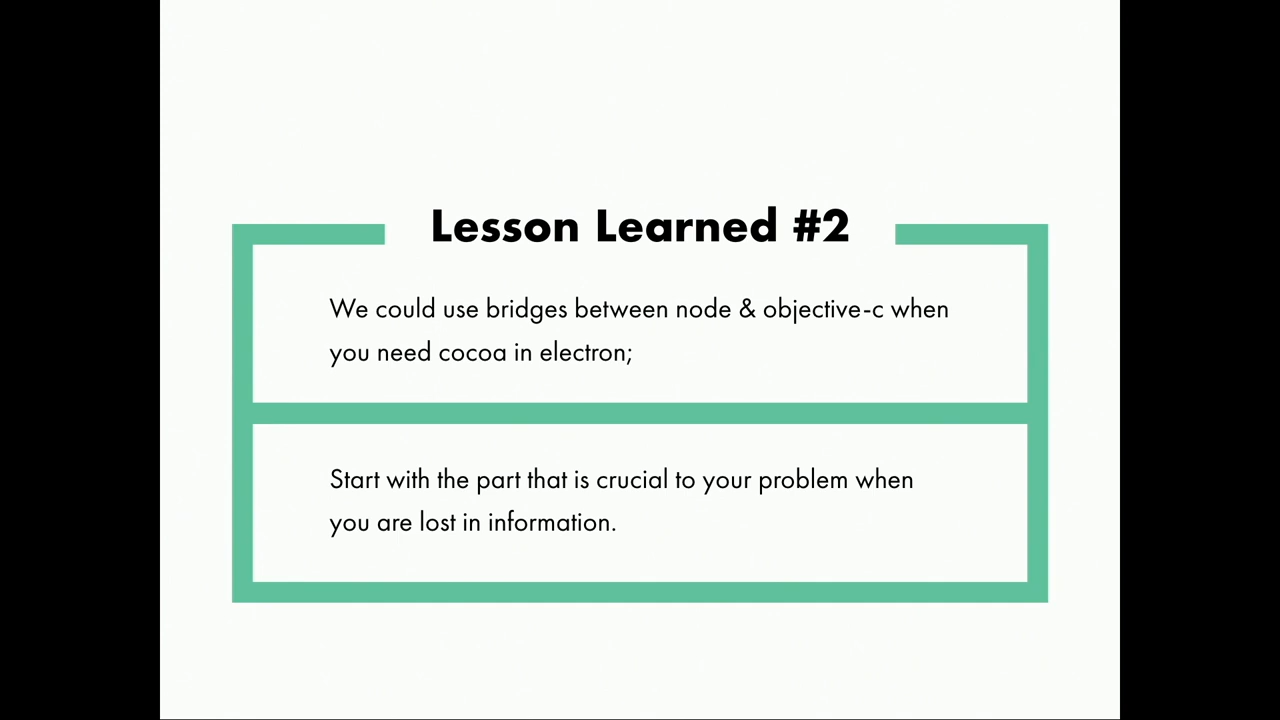 Lesson Learned #2
We could use bridges between node & objective-c when
you need cocoa in electron;
Start with the part that is crucial to your problem when
you are lost in information.